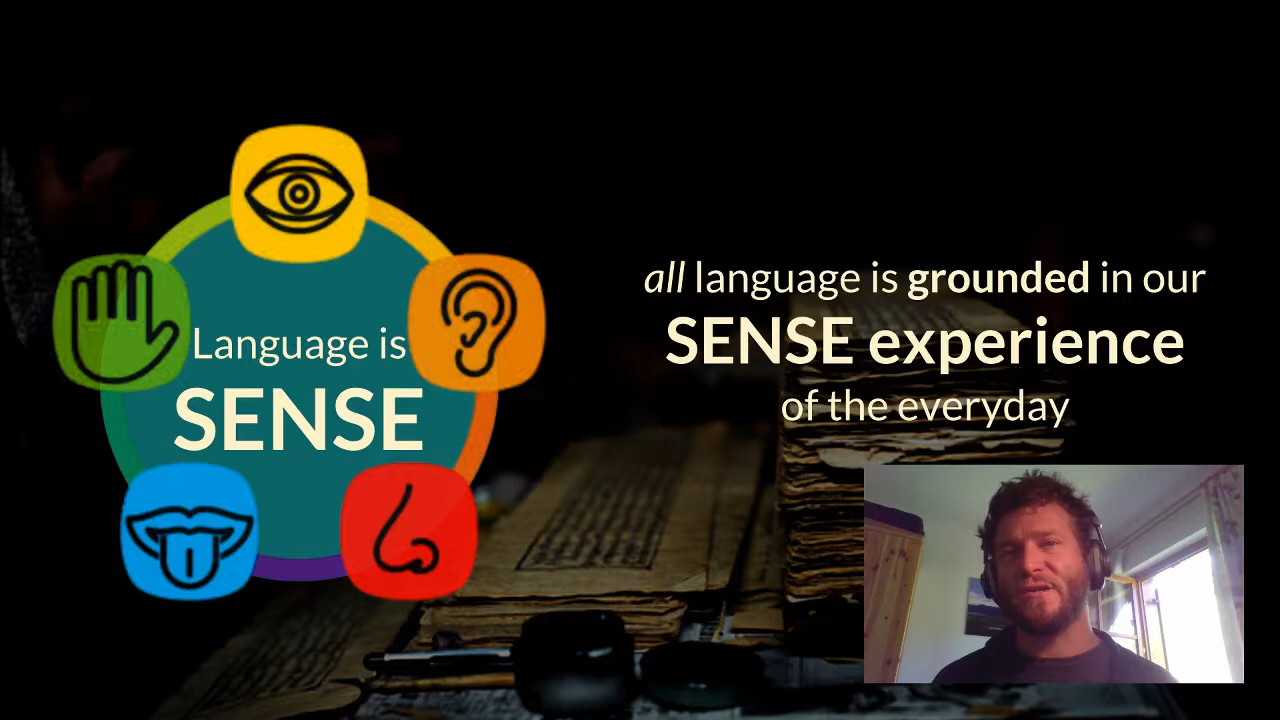 Language is
SENSE
all language is grounded in our
SENSE experience
of the everyday